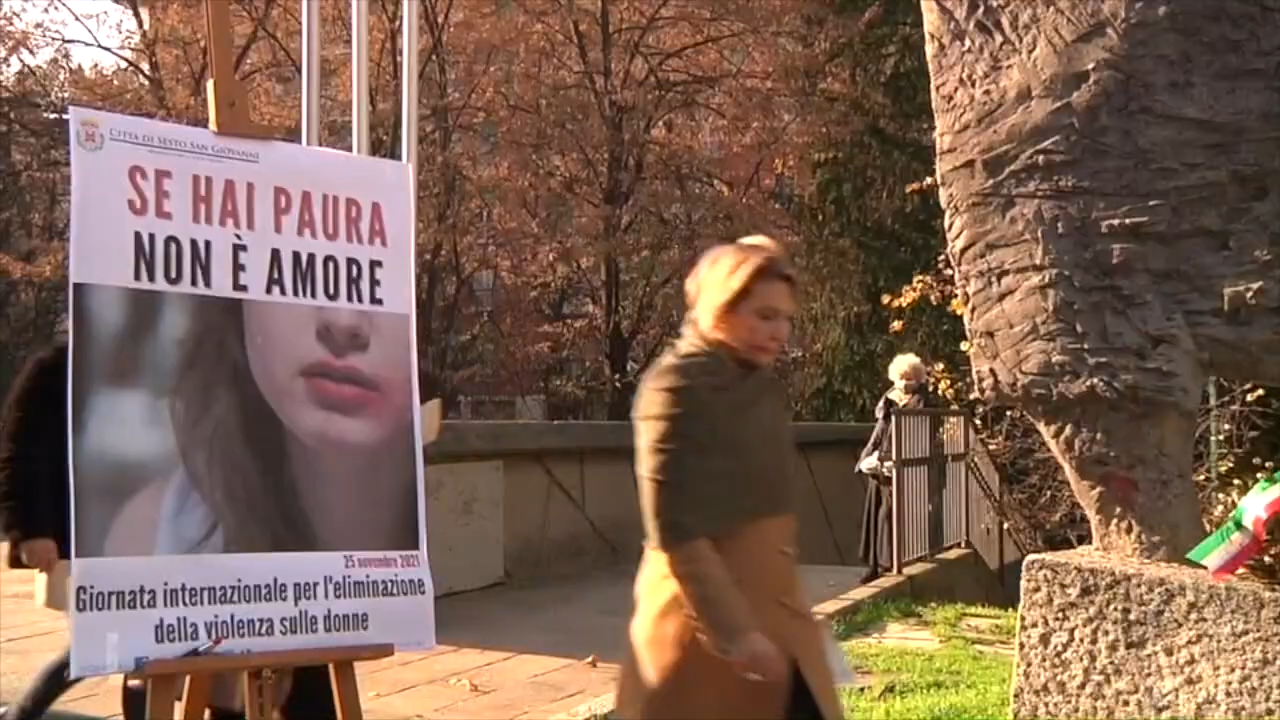 CITTÀ DI SESTO SAN GIOVANNI
SE HAI PAURA
NON È AMORE
25 novembre 2021
Giornata internazionale per l'eliminazione
della violenza sulle donne